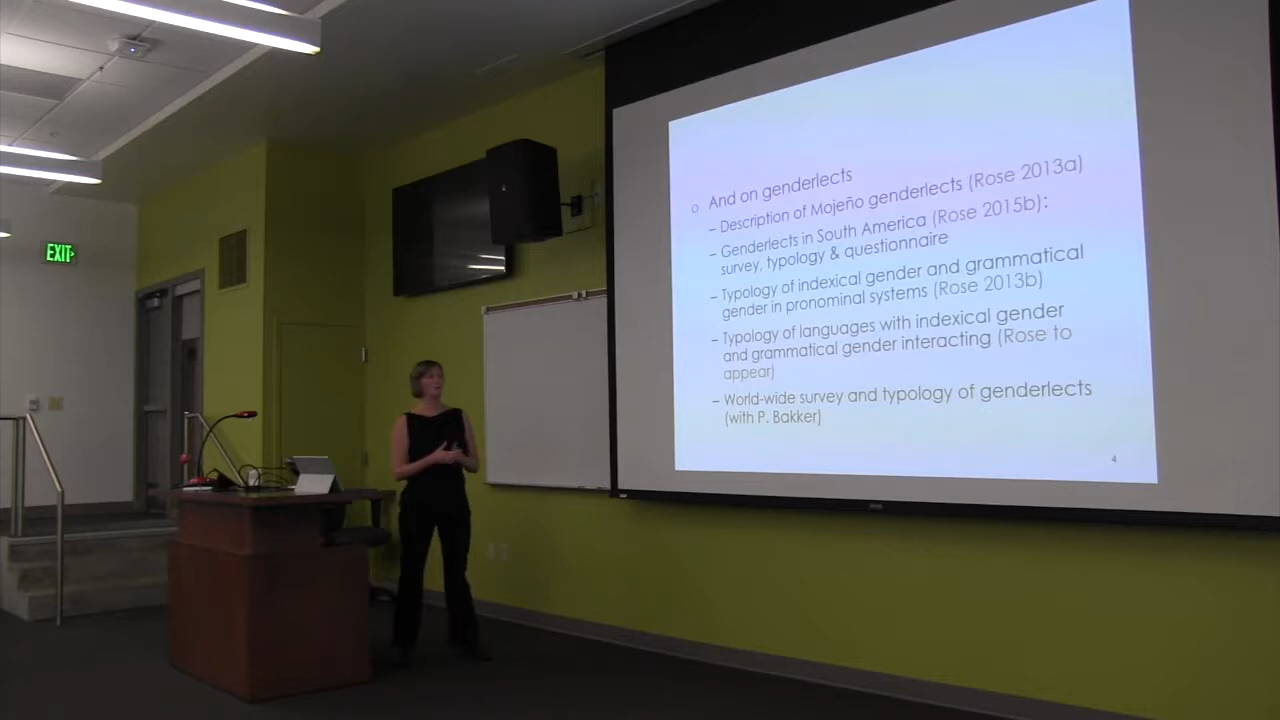 EXIT
o And on genderlects
– Description of Mojeño genderlects (Rose 2013a)
– Genderlects in South America (Rose 2015b):
survey, typology & questionnaire
– Typology of indexical gender and grammatical
gender in pronominal systems (Rose 2013b)
– Typology of languages with indexical gender
and grammatical gender interacting (Rose to
appear)
– World-wide survey and typology of genderlects
(with P. Bakker)
4